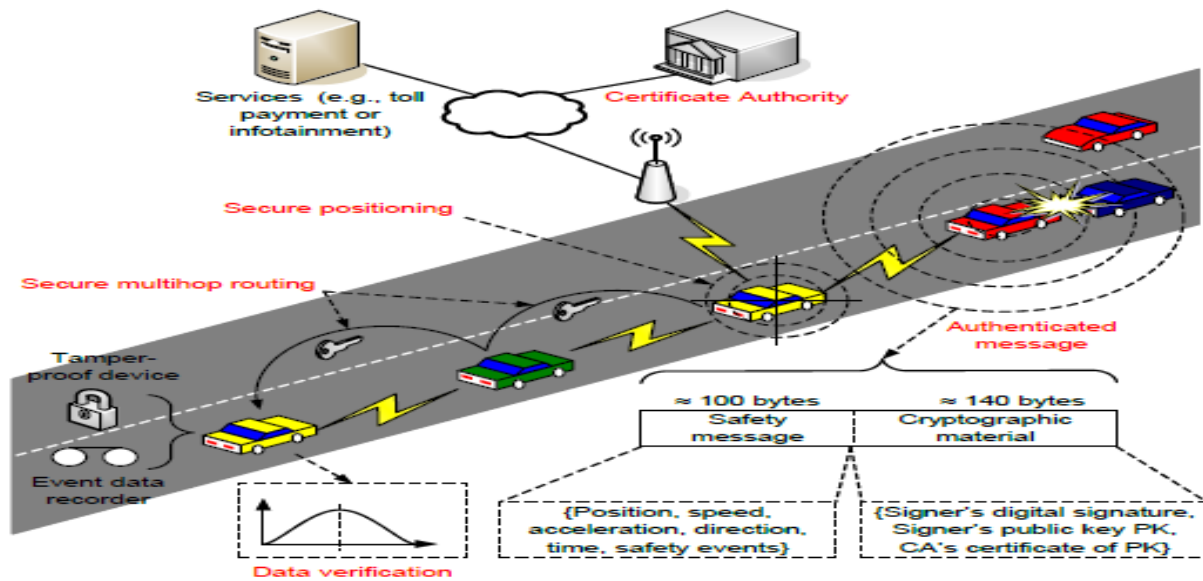 Services (e.g., toll
payment or
infotainment)
Certificate Authority
Secure positioning
Secure multihop routing
Authenticated
message
Tamper-
proof device
≈ 100 bytes
≈ 140 bytes
Safety
message
Cryptographic
material
Event data
recorder
{Position, speed,
acceleration, direction,
time, safety events}
{Signer's digital signature,
Signer's public key PK,
CA's certificate of PK}
Data verification